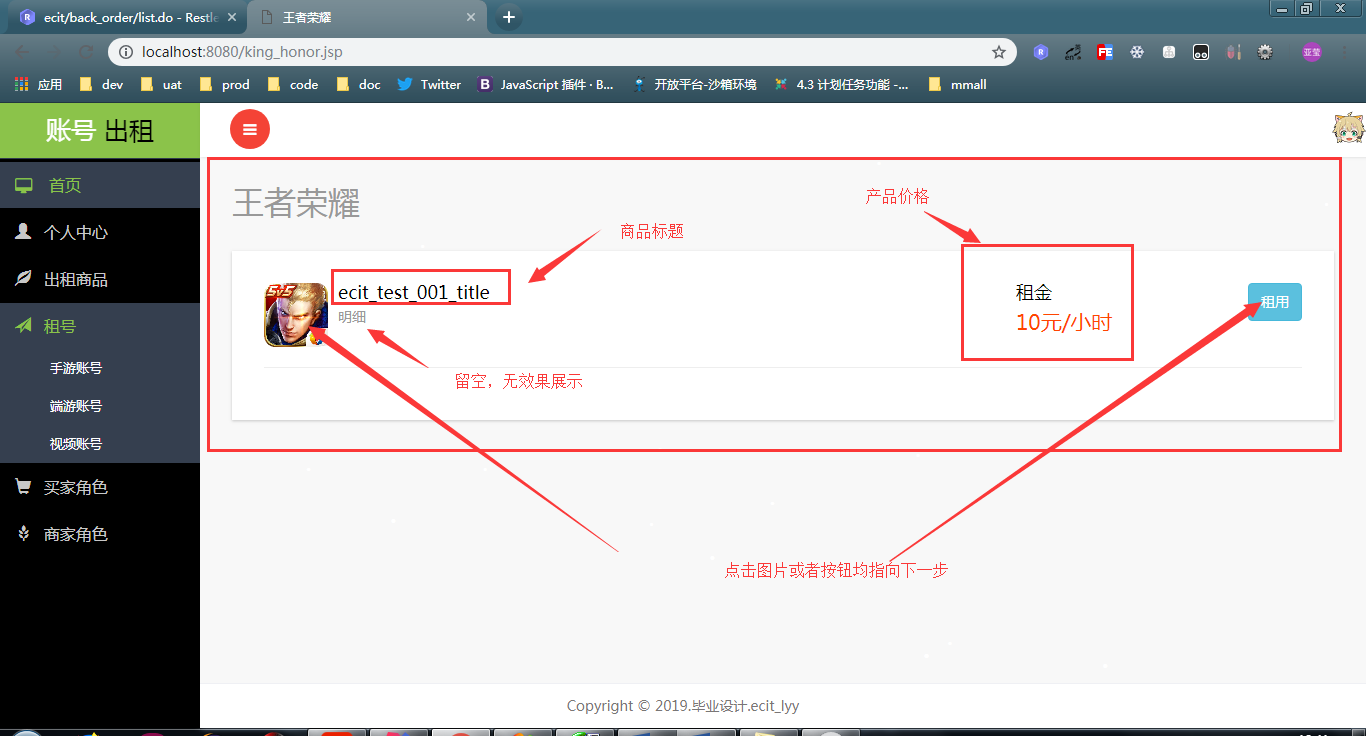 ecit/back_order/list.do - Restle
王者荣耀
localhost:8080/king_honor.jsp
亚莹
应用
dev
uat
prod
code
doc
Twitter
JavaScript 插件 · B...
开放平台-沙箱环境
4.3 计划任务功能 -...
mmall
账号 出租
首页
个人中心
出租商品
租号
手游账号
端游账号
视频账号
买家角色
商家角色
王者荣耀
产品价格
商品标题
5v5
ecit_test_001_title
明细
租金
10元/小时
租用
留空，无效果展示
点击图片或者按钮均指向下一步
Copyright © 2019.毕业设计.ecit_lyy